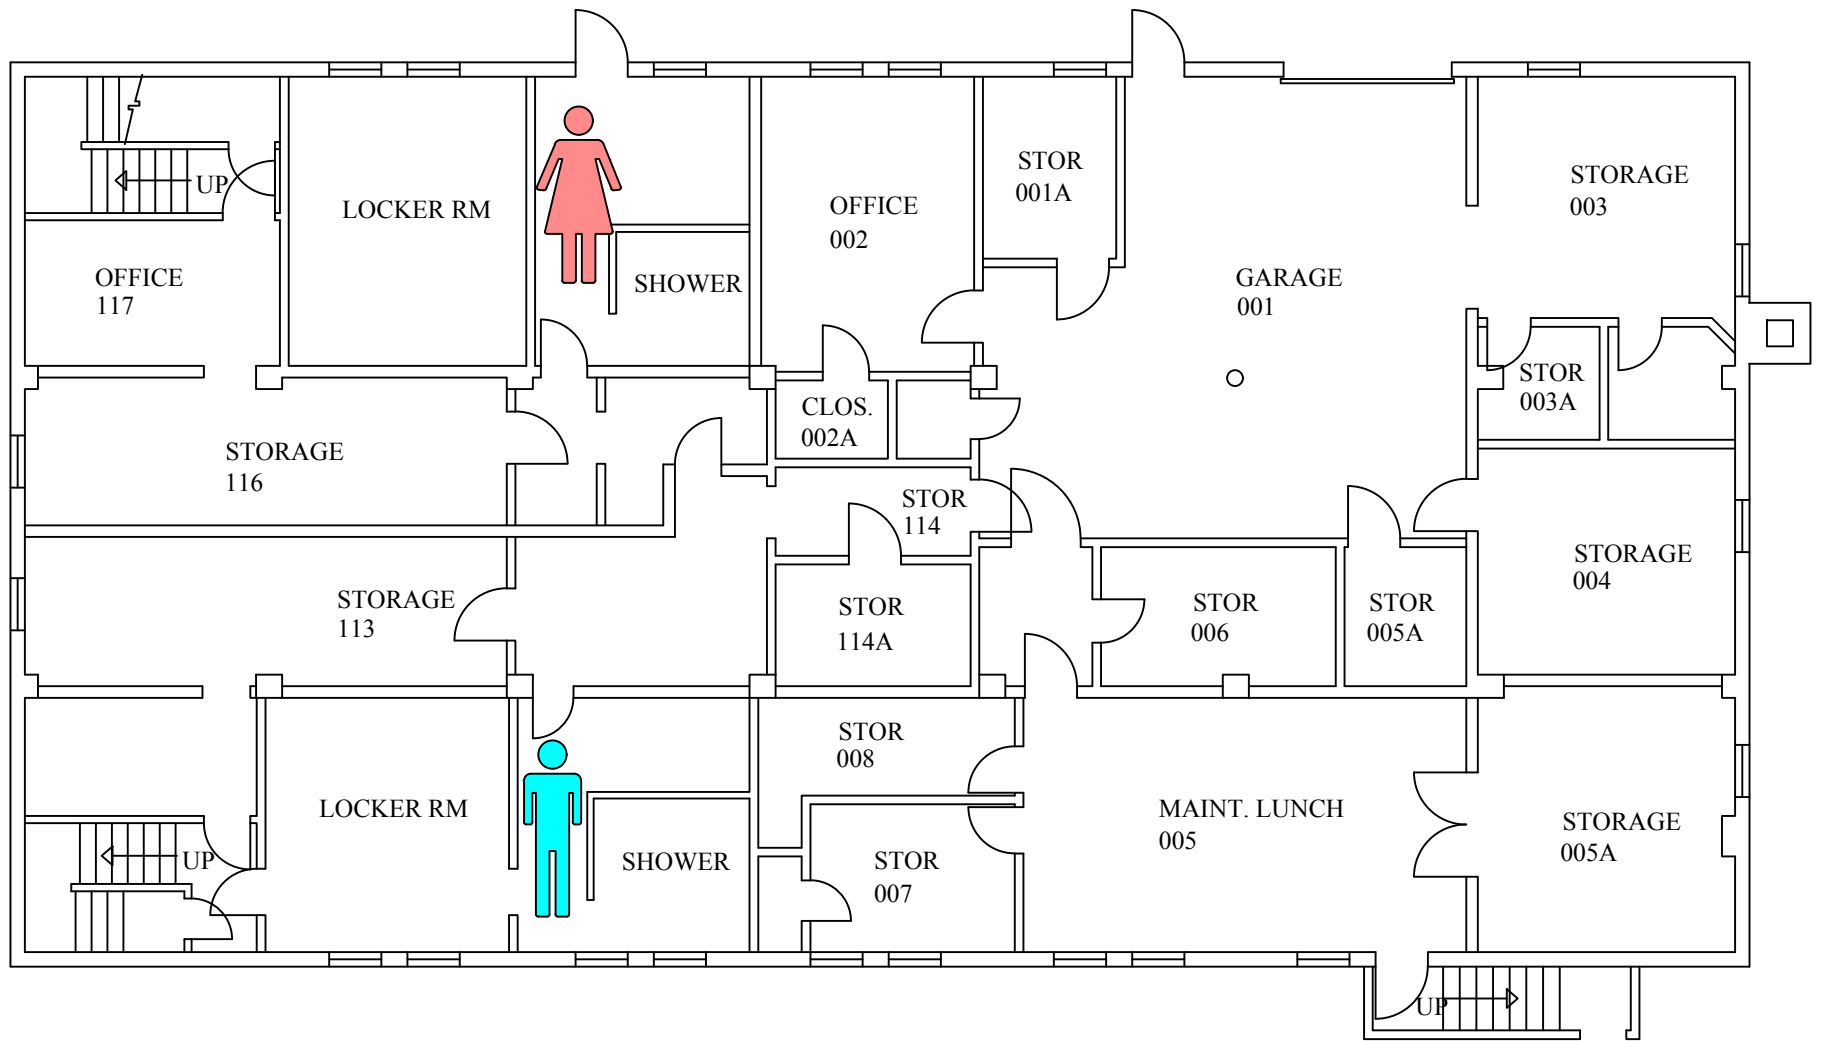 UP
LOCKER RM
OFFICE
117
SHOWER
OFFICE
002
STOR
001A
GARAGE
001
STORAGE
003
STOR
003A
CLOS.
002A
STORAGE
116
STOR
114
STORAGE
113
STOR
114A
STOR
006
STOR
005A
STORAGE
004
STOR
008
LOCKER RM
UP
SHOWER
STOR
007
MAINT. LUNCH
005
STORAGE
005A
UP